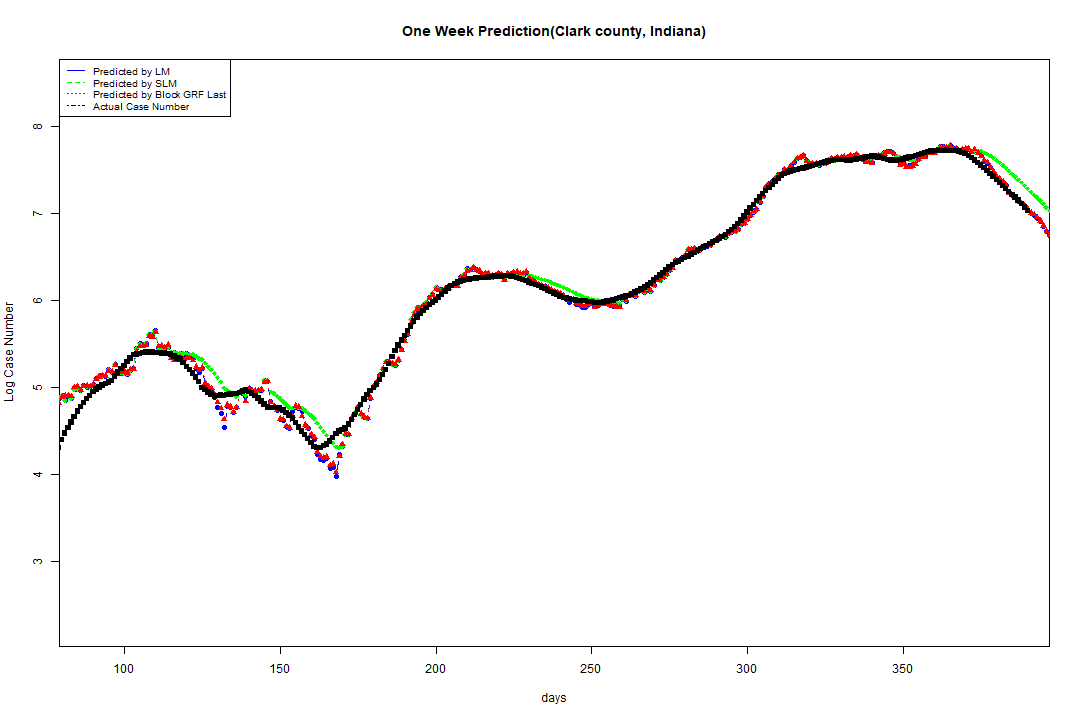 One Week Prediction(Clark county, Indiana)
Predicted by LM
Predicted by SLM
Predicted by Block GRF Last
Actual Case Number
8
7
6
5
4
3
Log Case Number
100 150 200 250 300 350
days